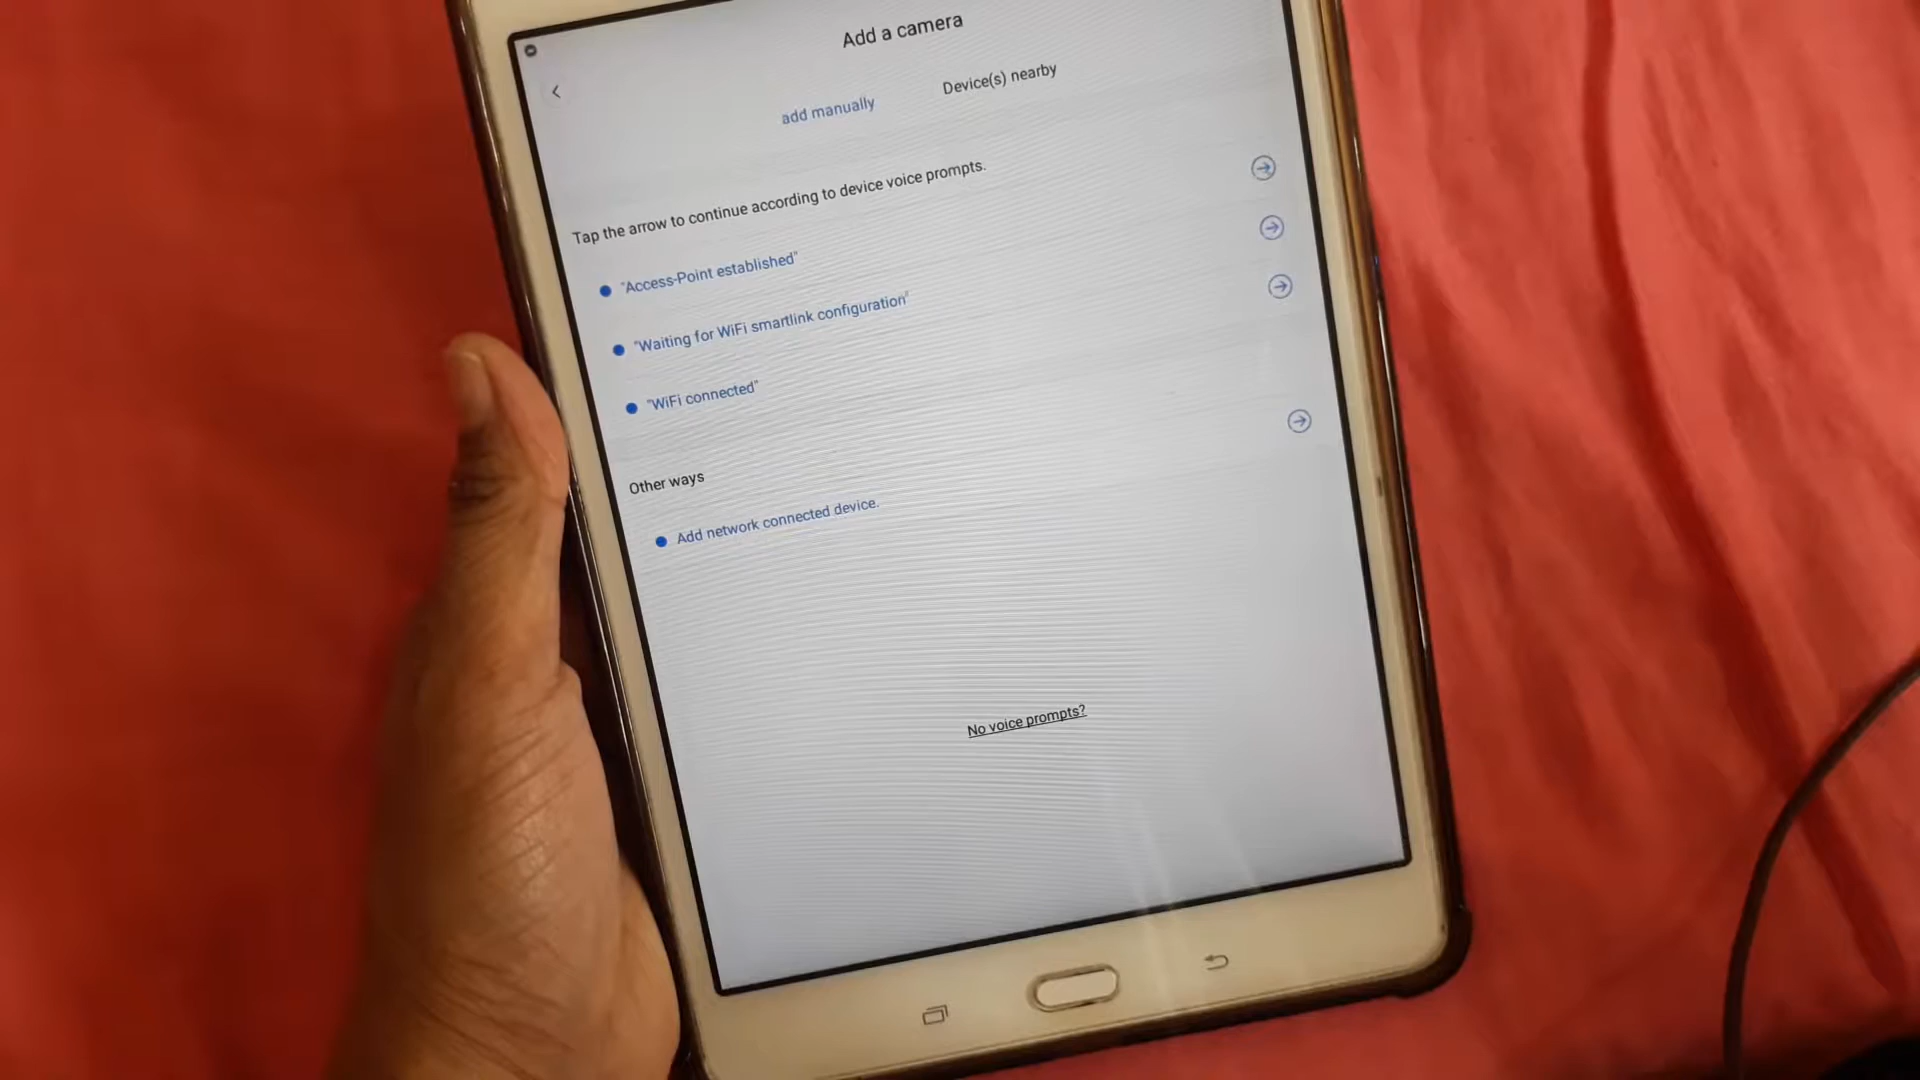 Add a camera
add manually
Device(s) nearby
Tap the arrow to continue according to device voice prompts.
"Access-Point established"
"Waiting for WiFi smartlink configuration"
"WiFi connected"
Other ways
Add network connected device.
No voice prompts?